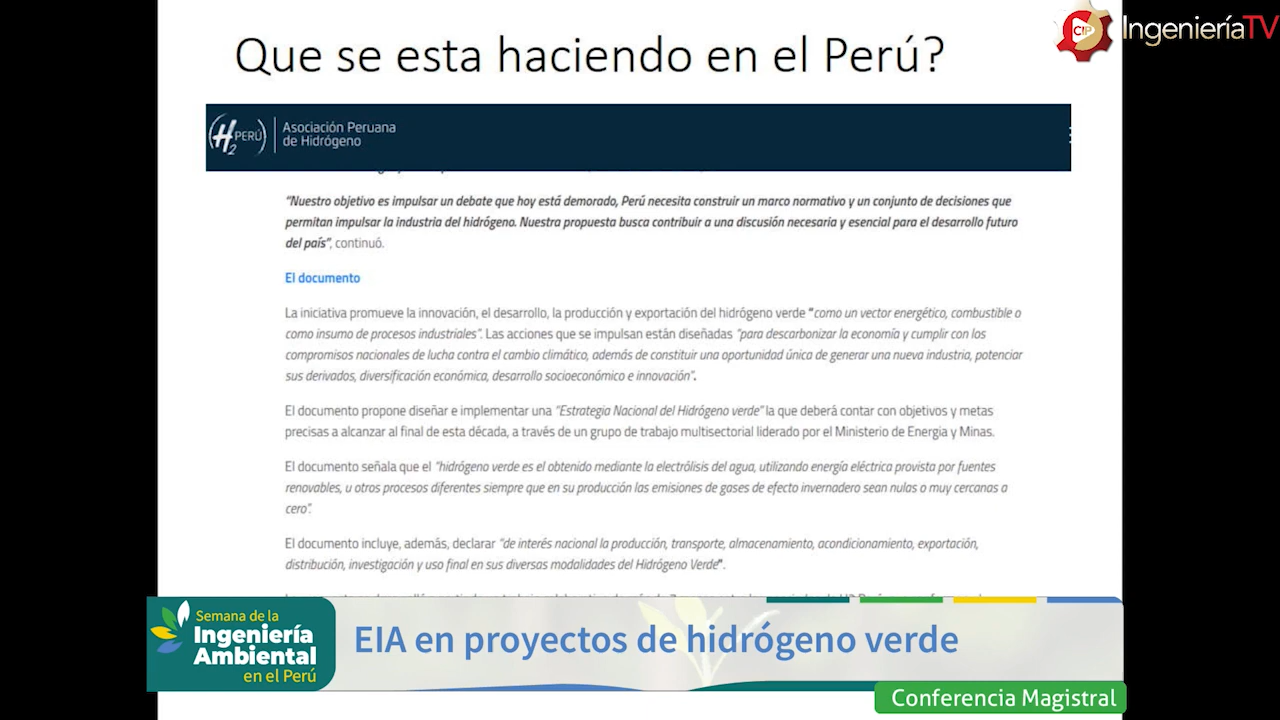 Que se esta haciendo en el Perú?
CIP
IngenieríaTV
H2 PERÚ
Asociación Peruana
de Hidrógeno
“Nuestro objetivo es impulsar un debate que hoy está demorado, Perú necesita construir un marco normativo y un conjunto de decisiones que
permitan impulsar la industria del hidrógeno. Nuestra propuesta busca contribuir a una discusión necesaria y esencial para el desarrollo futuro
del país”, continuó.
El documento
La iniciativa promueve la innovación, el desarrollo, la producción y exportación del hidrógeno verde “como un vector energético, combustible o
como insumo de procesos industriales”. Las acciones que se impulsan están diseñadas “para descarbonizar la economía y cumplir con los
compromisos nacionales de lucha contra el cambio climático, además de constituir una oportunidad única de generar una nueva industria, potenciar
sus derivados, diversificación económica, desarrollo socioeconómico e innovación”.
El documento propone diseñar e implementar una “Estrategia Nacional del Hidrógeno verde” la que deberá contar con objetivos y metas
precisas a alcanzar al final de esta década, a través de un grupo de trabajo multisectorial liderado por el Ministerio de Energia y Minas.
El documento señala que el “hidrógeno verde es el obtenido mediante la electrólisis del agua, utilizando energía eléctrica provista por fuentes
renovables, u otros procesos diferentes siempre que en su producción las emisiones de gases de efecto invernadero sean nulas o muy cercanas a
cero”.
El documento incluye, además, declarar “de interés nacional la producción, transporte, almacenamiento, acondicionamiento, exportación,
distribución, investigación y uso final en sus diversas modalidades del Hidrógeno Verde”.
Semana de la
Ingeniería
Ambiental
en el Perú
EIA en proyectos de hidrógeno verde
Conferencia Magistral